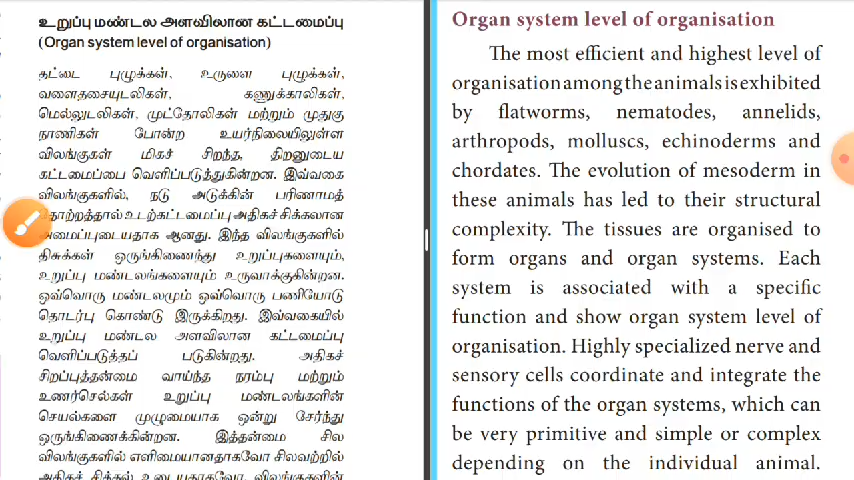 உறுப்பு மண்டல அளவிலான கட்டமைப்பு
(Organ system level of organisation)
தட்டை புழுக்கள், உருளை புழுக்கள்,
வளைதசையுடலிகள், கணுக்காலிகள்,
மெல்லுடலிகள், முட்தோலிகள் மற்றும் முதுகு
நாணிகள் போன்ற உயர்நிலையிலுள்ள
விலங்குகள் மிகச் சிறந்த, திறனுடைய
கட்டமைப்பை வெளிப்படுத்துகின்றன. இவ்வகை
விலங்குகளில், நடு அடுக்கின் பரிணாமத்
தோற்றத்தால் உடற்கட்டமைப்பு அதிகச் சிக்கலான
அமைப்புடையதாக ஆனது. இந்த விலங்குகளில்
திசுக்கள் ஒருங்கிணைந்து உறுப்புகளையும்,
உறுப்பு மண்டலங்களையும் உருவாக்குகின்றன.
ஒவ்வொரு மண்டலமும் ஒவ்வொரு பணியோடு
தொடர்பு கொண்டு இருக்கிறது. இவ்வகையில்
உறுப்பு மண்டல அளவிலான கட்டமைப்பு
வெளிப்படுத்தப் படுகின்றது. அதிகச்
சிறப்புத்தன்மை வாய்ந்த நரம்பு மற்றும்
உணர்செல்கள் உறுப்பு மண்டலங்களின்
செயல்களை முழுமையாக ஒன்று சேர்ந்து
ஒருங்கிணைக்கின்றன. இத்தன்மை சில
விலங்குகளில் எளிமையானதாகவோ சிலவற்றில்
அதிகச் சிக்கல் உடையதாகவோ, விலங்குகளின்
Organ system level of organisation
The most efficient and highest level of
organisation among the animals is exhibited
by flatworms, nematodes, annelids,
arthropods, molluscs, echinoderms and
chordates. The evolution of mesoderm in
these animals has led to their structural
complexity. The tissues are organised to
form organs and organ systems. Each
system is associated with a specific
function and show organ system level of
organisation. Highly specialized nerve and
sensory cells coordinate and integrate the
functions of the organ systems, which can
be very primitive and simple or complex
depending on the individual animal.